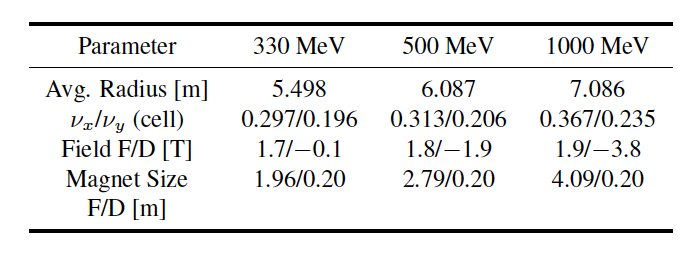 Parameter 330 MeV 500 MeV 1000 MeV
Avg. Radius [m] 5.498 6.087 7.086
νx/νy (cell) 0.297/0.196 0.313/0.206 0.367/0.235
Field F/D [T] 1.7/−0.1 1.8/−1.9 1.9/−3.8
Magnet Size 1.96/0.20 2.79/0.20 4.09/0.20
F/D [m]